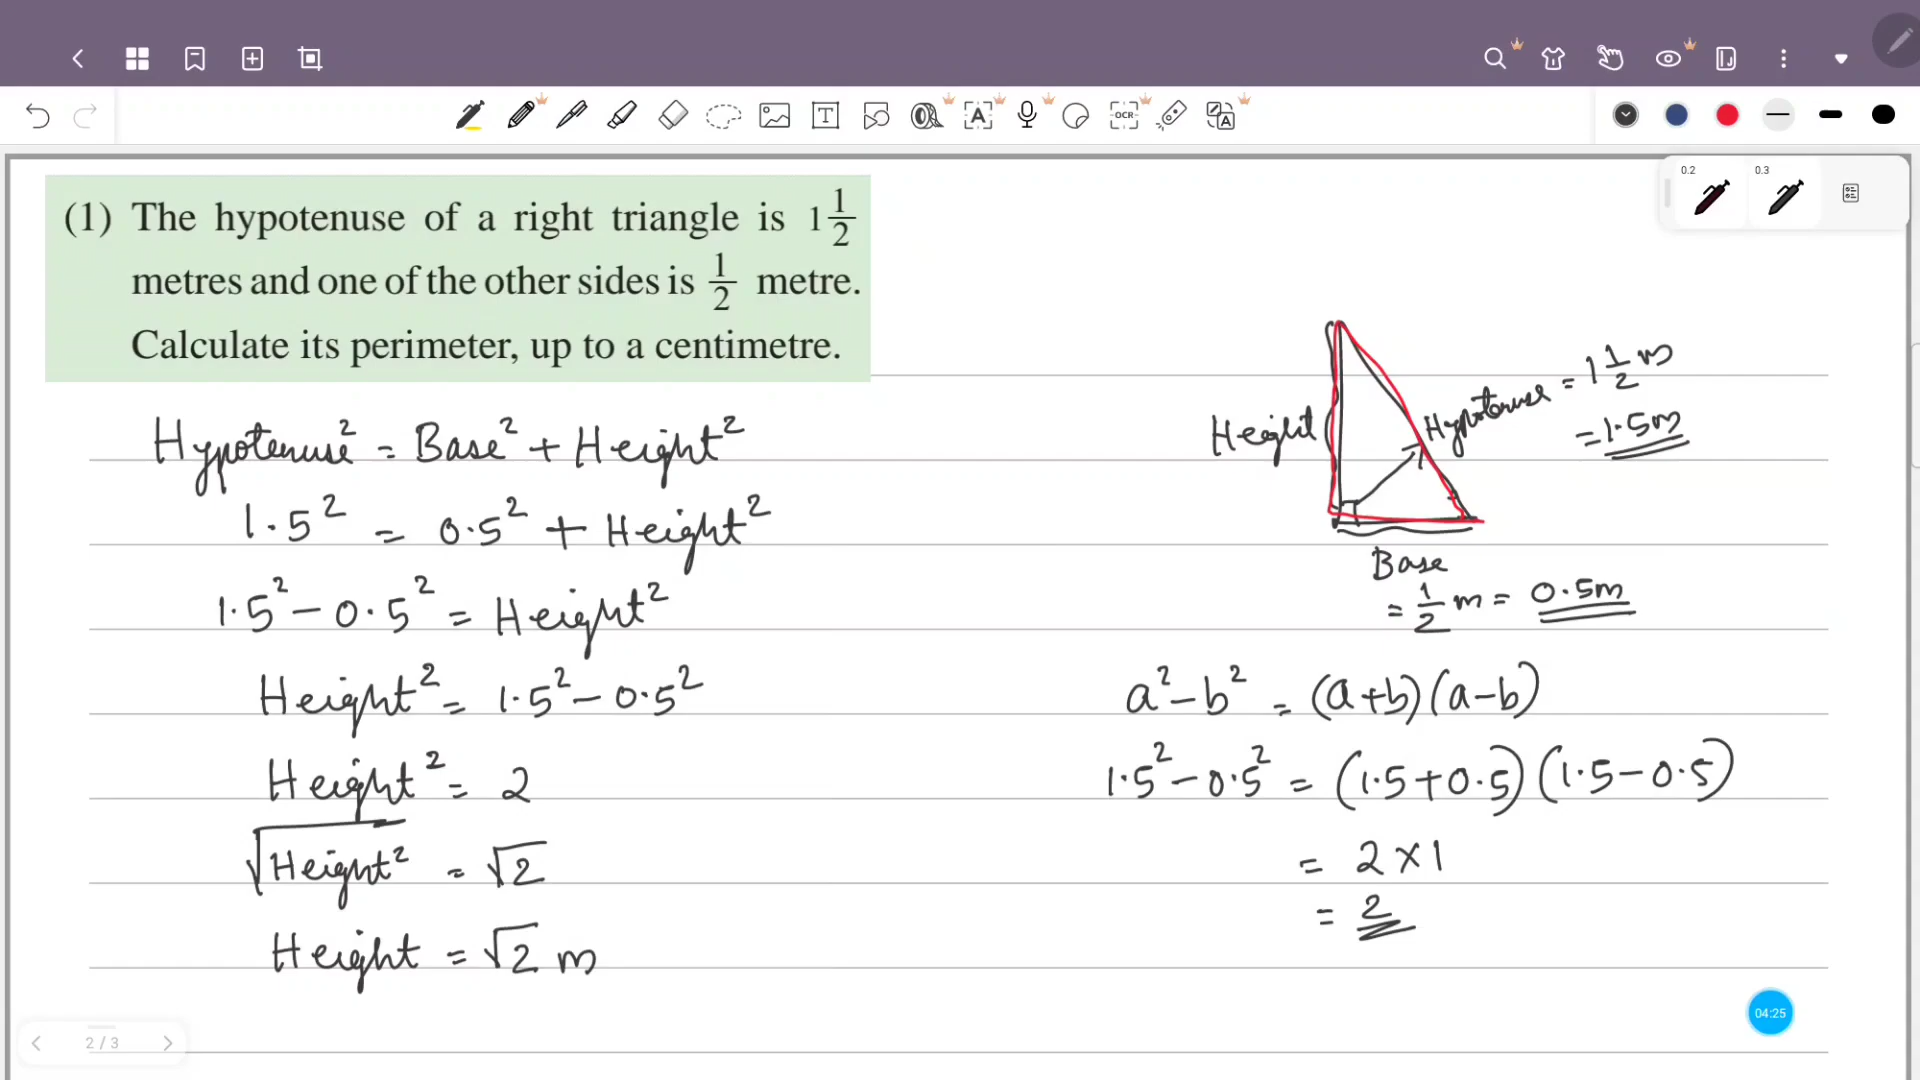 0.2 0.3
(1) The hypotenuse of a right triangle is 1 1/2
metres and one of the other sides is 1/2 metre.
Calculate its perimeter, up to a centimetre.
Hypotenuse² = Base² + Height²
1.5² = 0.5² + Height²
1.5² - 0.5² = Height²
Height² = 1.5² - 0.5²
Height² = 2
√Height² = √2
Height = √2 m
Height
Hypotenuse = 1 1/2 m
= 1.5m
Base
= 1/2 m = 0.5m
a² - b² = (a+b)(a-b)
1.5² - 0.5² = (1.5+0.5)(1.5-0.5)
= 2×1
= 2
04:25
2 / 3
T
A
OCR
A